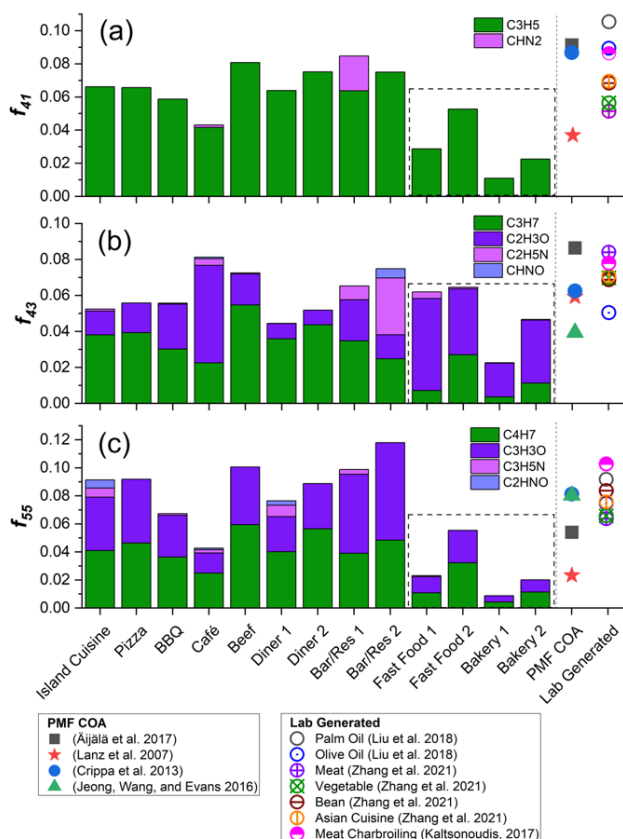 (a)
C3H5
CHN2
f41
0.10
0.08
0.06
0.04
0.02
0.00
(b)
C3H7
C2H3O
C2H5N
CHNO
f43
0.10
0.08
0.06
0.04
0.02
0.00
(c)
C4H7
C3H3O
C3H5N
C2HNO
f55
0.12
0.10
0.08
0.06
0.04
0.02
0.00
Island Cuisine
Pizza
BBQ
Café
Beef
Diner 1
Diner 2
Bar/Res 1
Bar/Res 2
Fast Food 1
Fast Food 2
Bakery 1
Bakery 2
PMF COA
Lab Generated
PMF COA
(Äijälä et al. 2017)
(Lanz et al. 2007)
(Crippa et al. 2013)
(Jeong, Wang, and Evans 2016)
Lab Generated
Palm Oil (Liu et al. 2018)
Olive Oil (Liu et al. 2018)
Meat (Zhang et al. 2021)
Vegetable (Zhang et al. 2021)
Bean (Zhang et al. 2021)
Asian Cuisine (Zhang et al. 2021)
Meat Charbroiling (Kaltsonoudis, 2017)